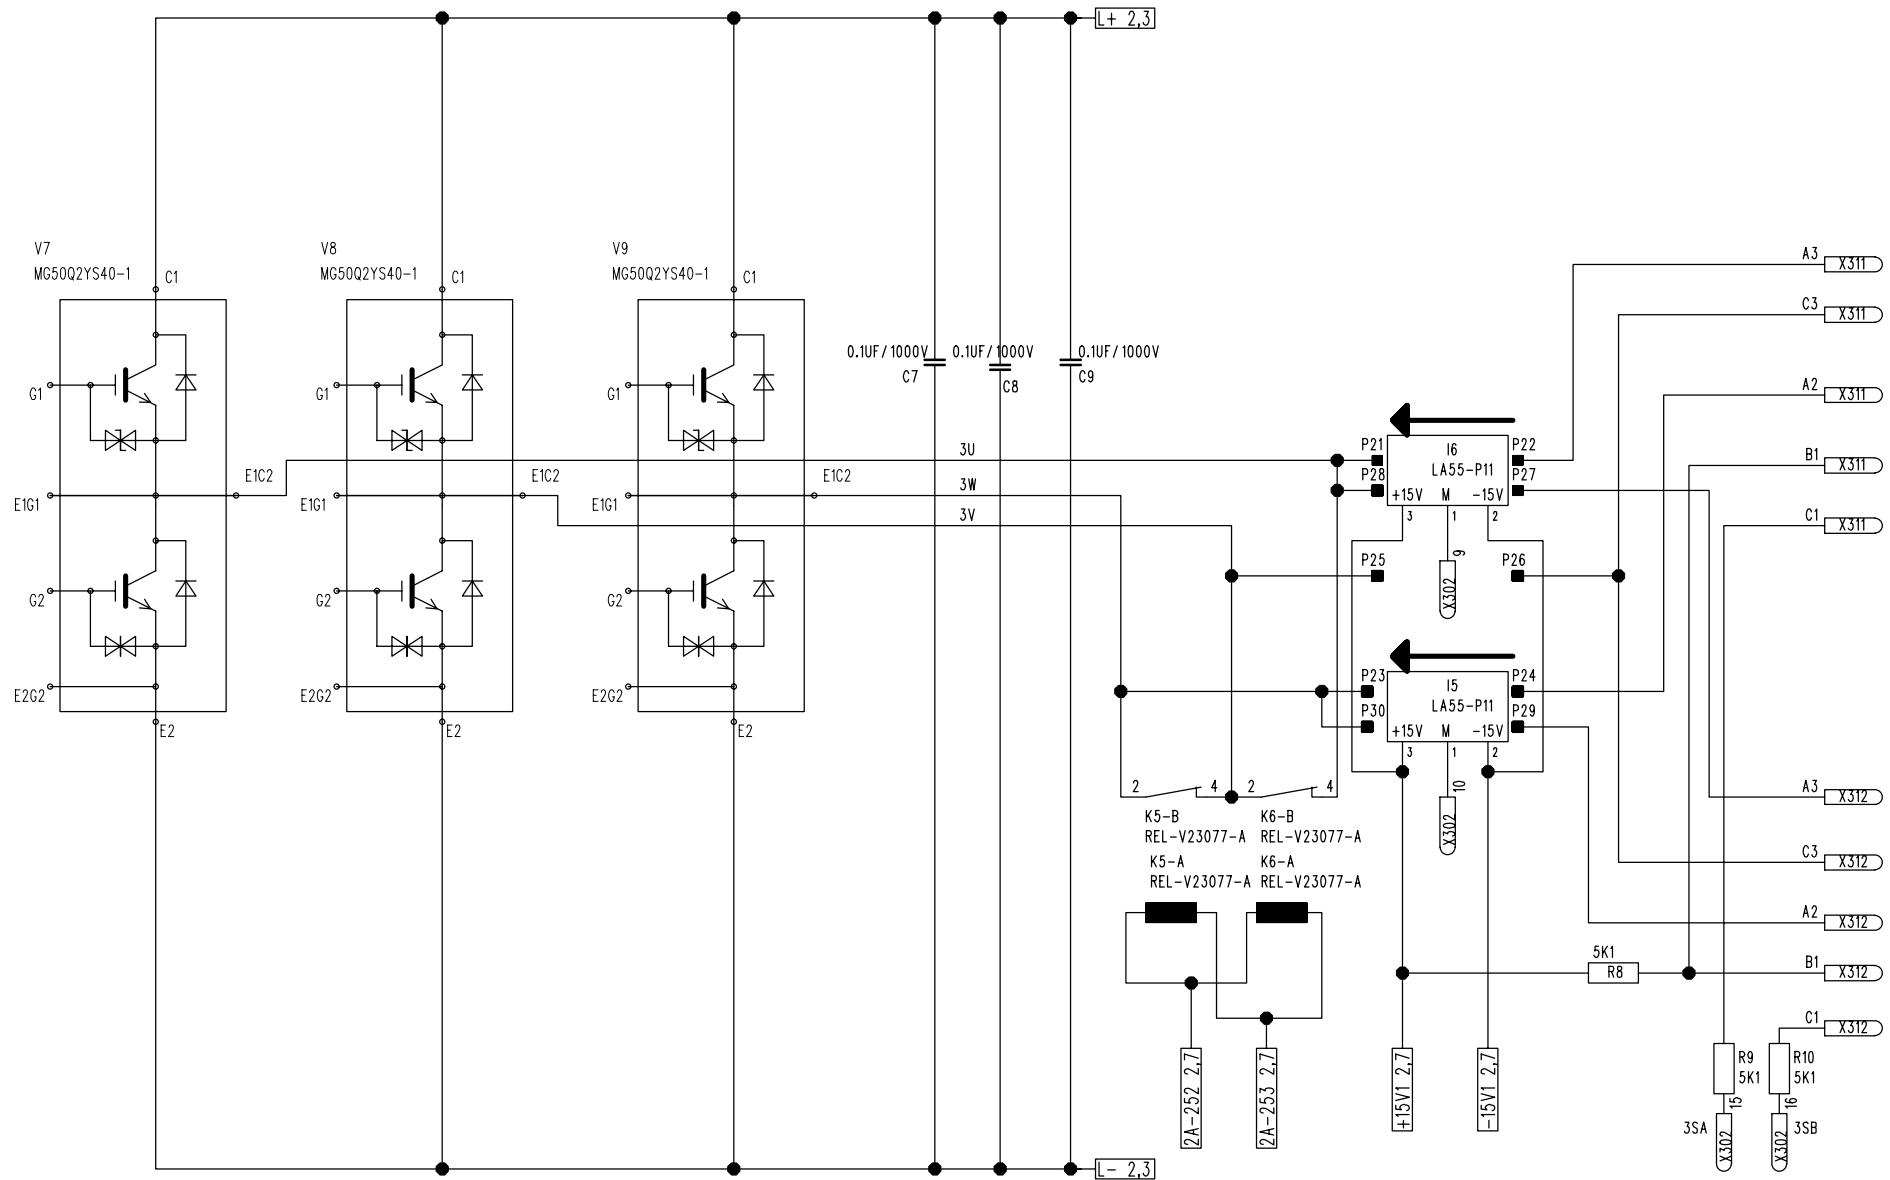 L+ 2,3
V7
MG50Q2YS40-1
C1
G1
E1C2
E1G1
G2
E2G2
E2
V8
MG50Q2YS40-1
C1
G1
E1C2
E1G1
G2
E2G2
E2
V9
MG50Q2YS40-1
C1
G1
E1C2
E1G1
G2
E2G2
E2
0.1UF/1000V
C7
0.1UF/1000V
C8
0.1UF/1000V
C9
3U
3W
3V
P21
P28
I6
LA55-P11
+15V M -15V
3 1 2
P22
P27
9
X302
P25
P26
P23
P30
I5
LA55-P11
+15V M -15V
3 1 2
P24
P29
10
X302
2 4
K5-B
REL-V23077-A
2 4
K6-B
REL-V23077-A
K5-A
REL-V23077-A
K6-A
REL-V23077-A
2A-252 2,7
2A-253 2,7
+15V1 2,7
-15V1 2,7
A3 X311
C3 X311
A2 X311
B1 X311
C1 X311
A3 X312
C3 X312
A2 X312
B1 X312
C1 X312
5K1
R8
R9
5K1
15
3SA
X302
R10
5K1
16
3SB
X302
L- 2,3